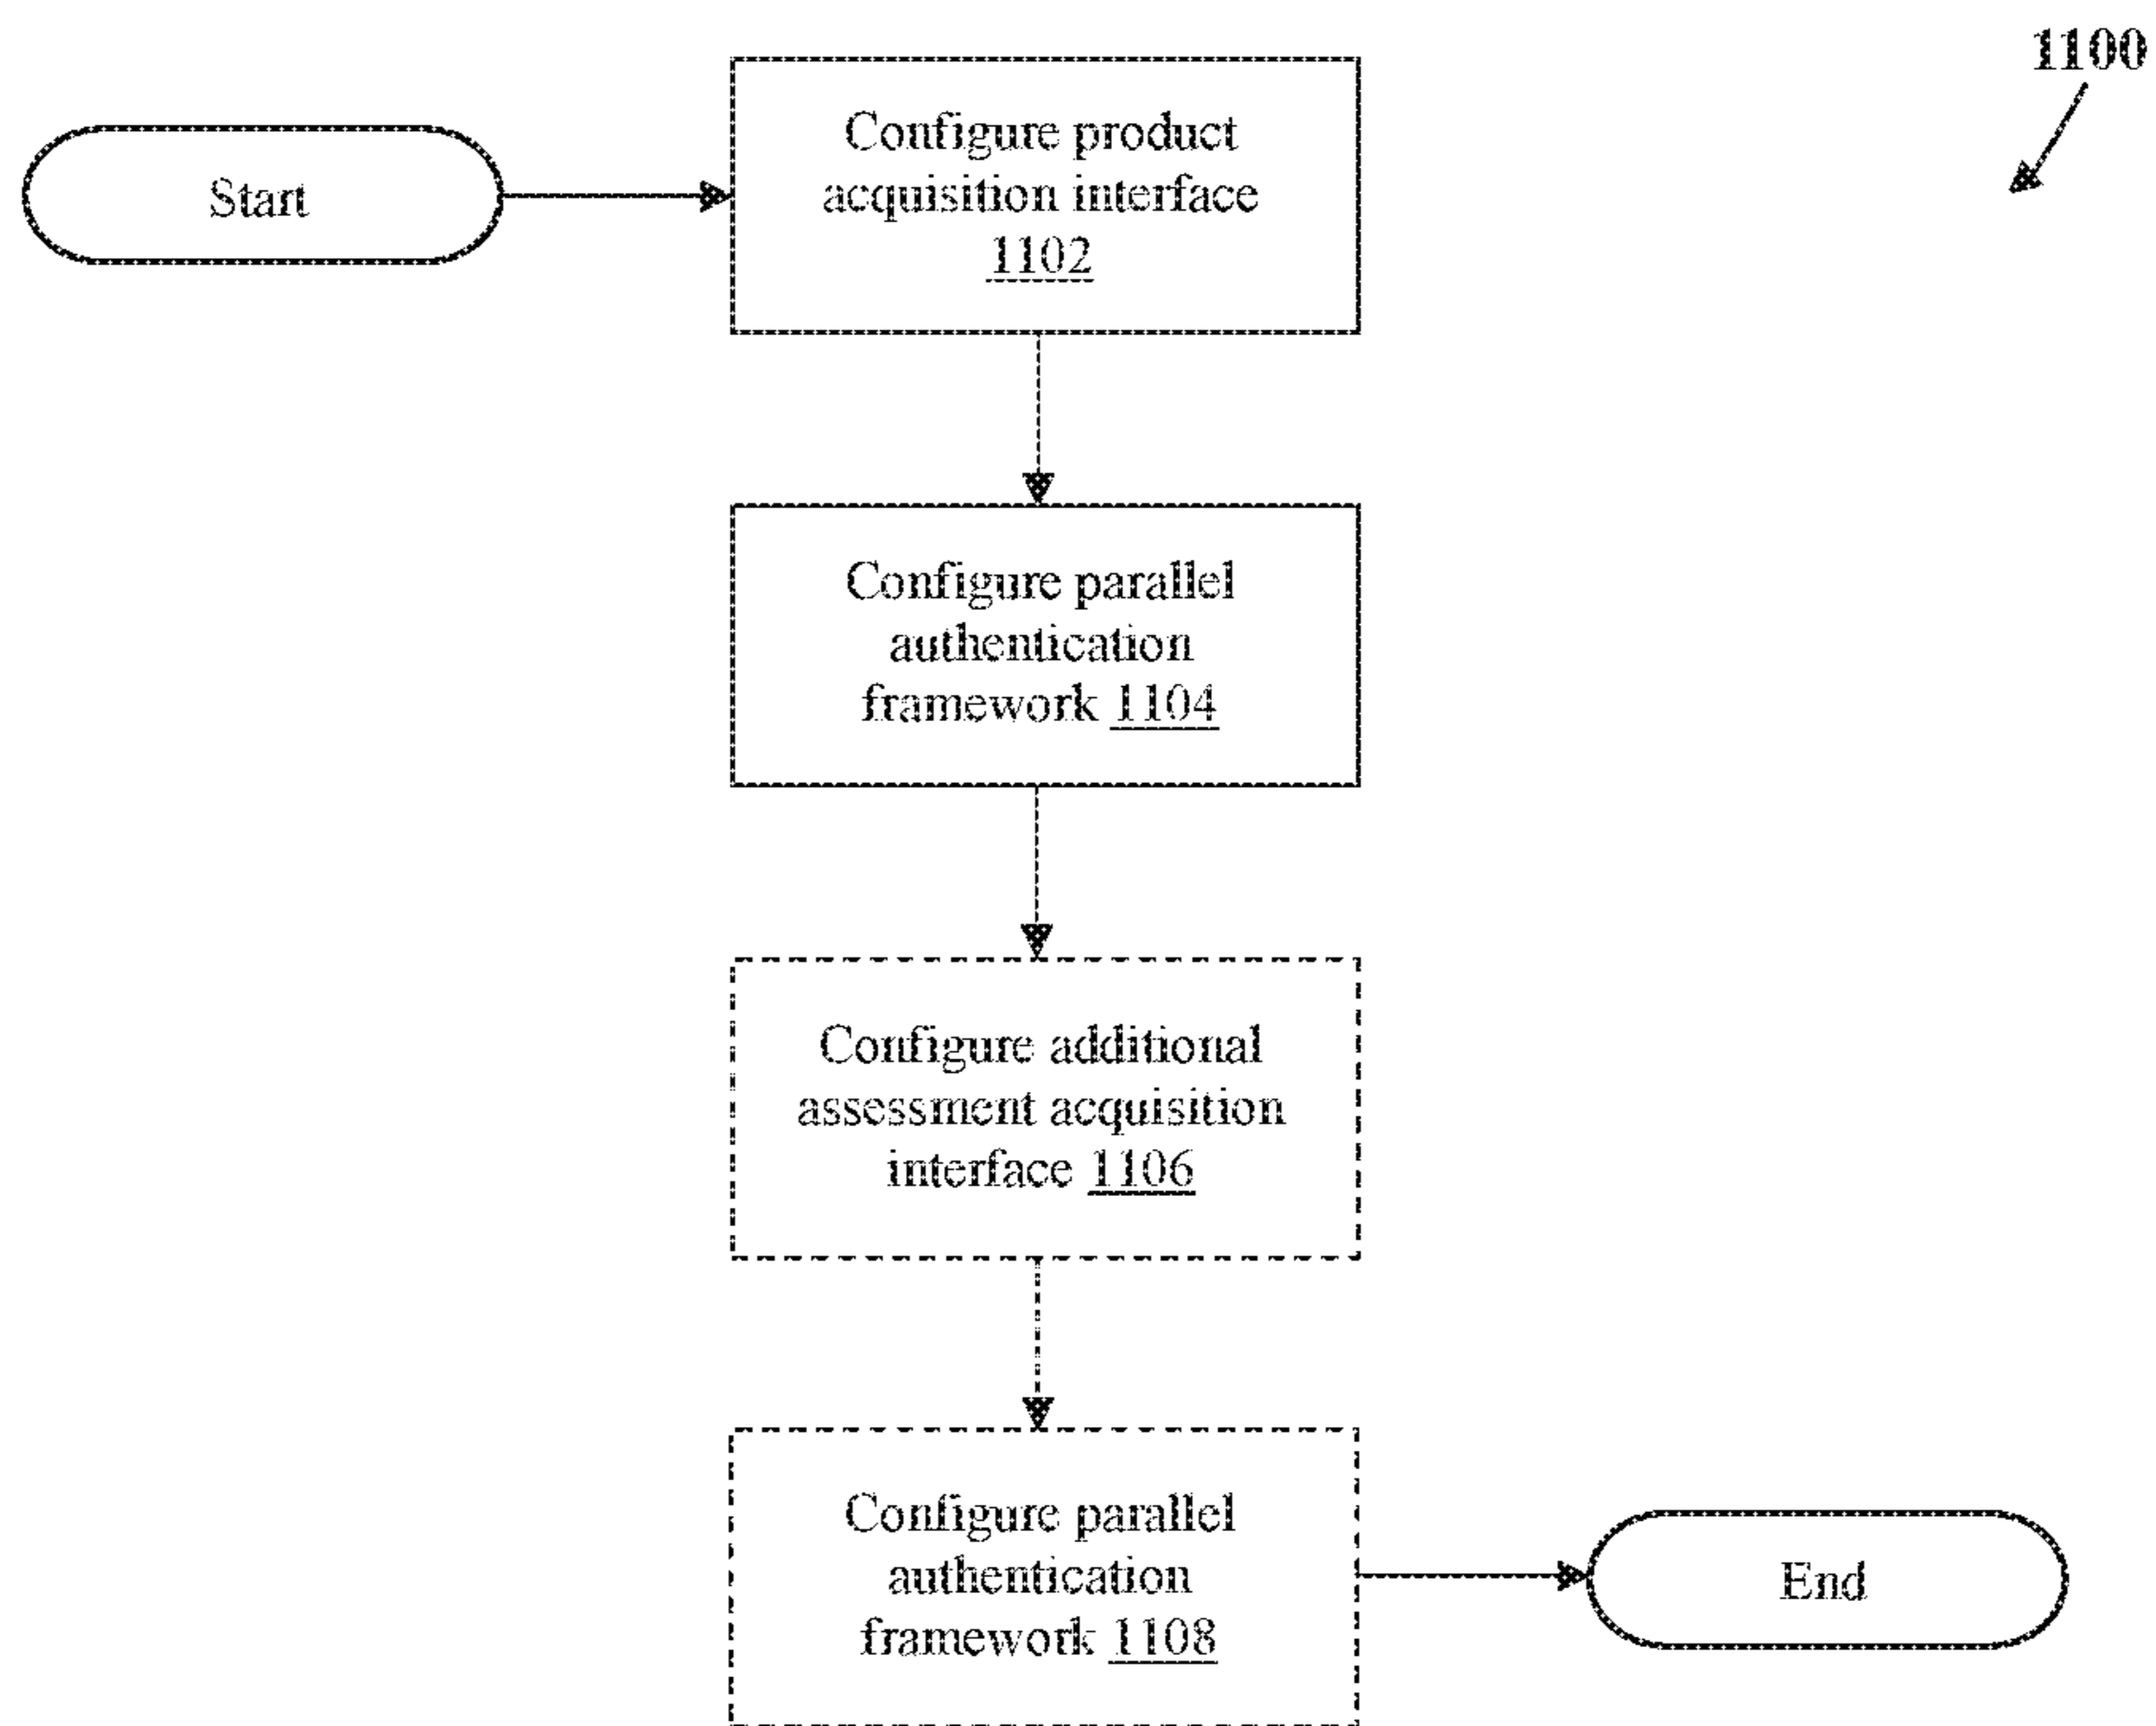 1100
Start
Configure product
acquisition interface
1102
Configure parallel
authentication
framework 1104
Configure additional
assessment acquisition
interface 1106
Configure parallel
authentication
framework 1108
End